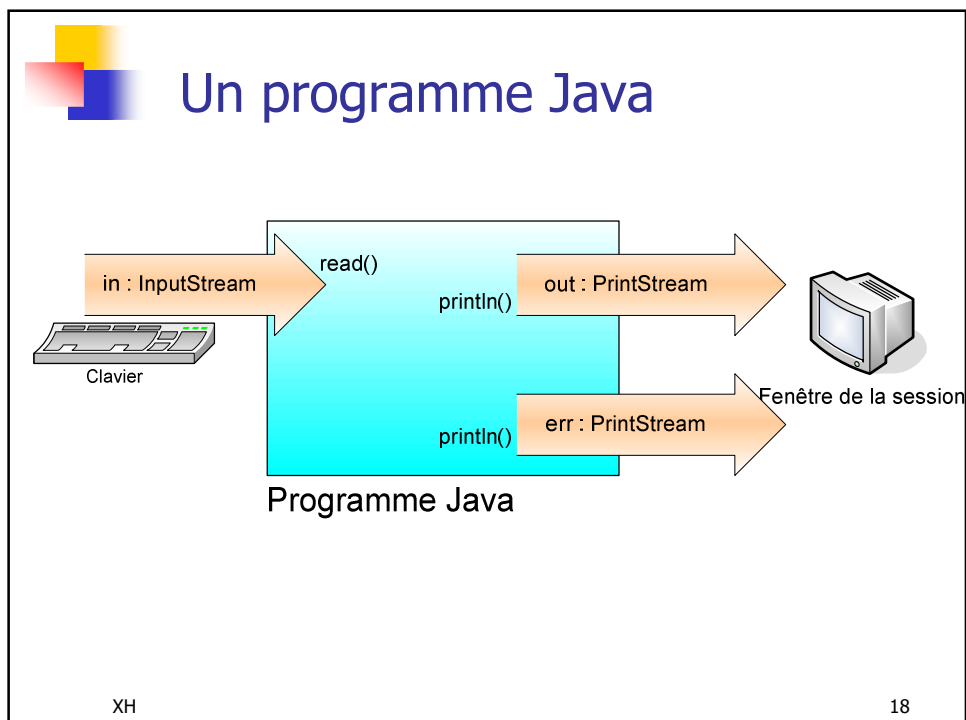 Un programme Java
in : InputStream
read()
println()
out : PrintStream
Clavier
Fenêtre de la session
println()
err : PrintStream
Programme Java
XH
18